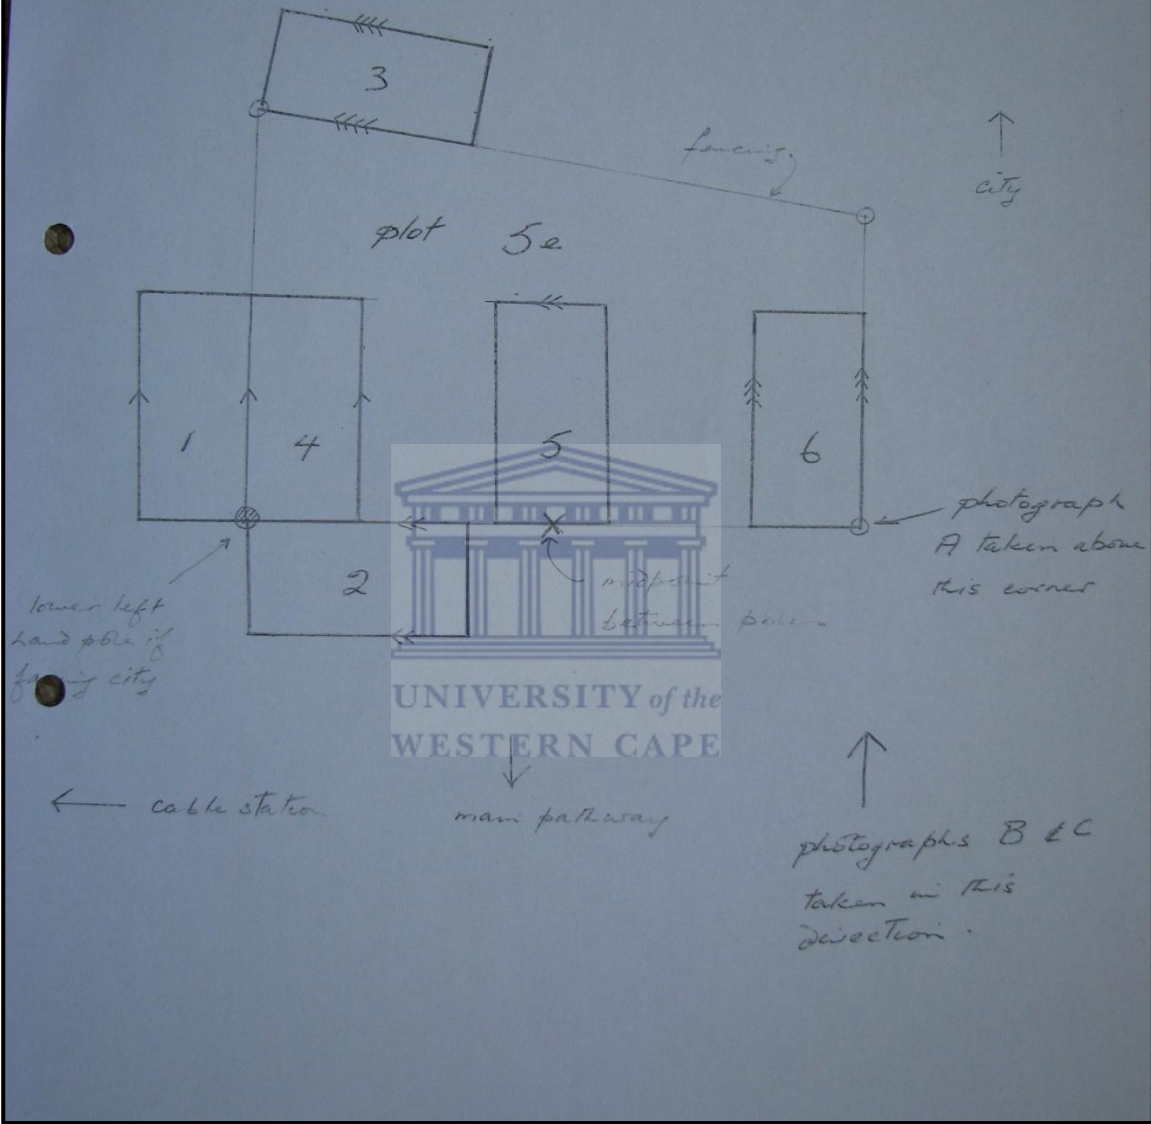 3
fencing
city
plot 5e
1
4
5
6
photograph
A taken above
this corner
2
midpoint
between poles
lower left
hand pole if
facing city
UNIVERSITY of the
WESTERN CAPE
cable station
main pathway
photographs B & C
taken in this
direction.